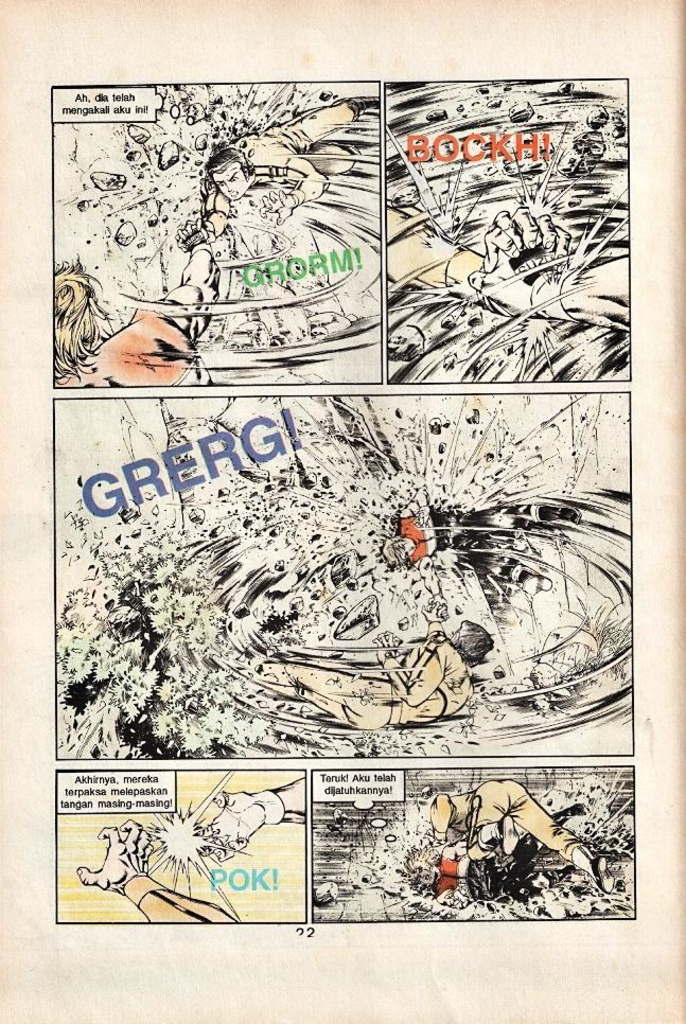 Ah, dia telah
mengakali aku ini!
GRORM!
BOCKH!
GRERG!
Akhirnya, mereka
terpaksa melepaskan
tangan masing-masing!
POK!
Teruk! Aku telah
dijatuhkannya!
22